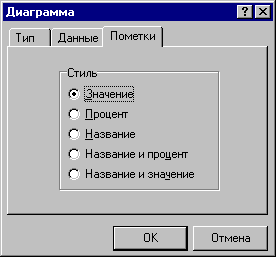 Диаграмма
Тип Данные Пометки
Стиль
Значение
Процент
Название
Название и процент
Название и значение
OK Отмена